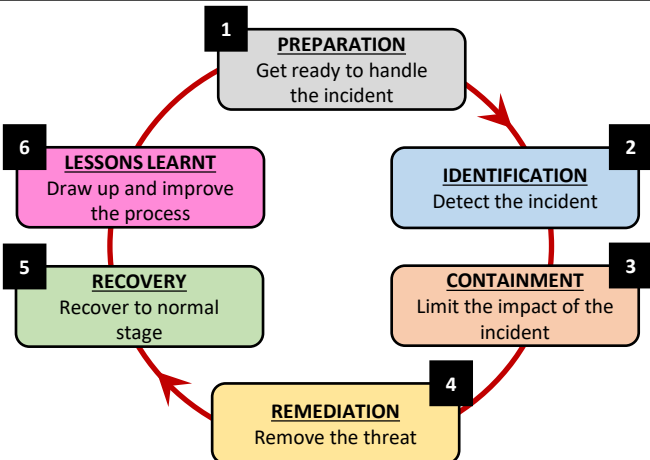 1
PREPARATION
Get ready to handle
the incident
2
IDENTIFICATION
Detect the incident
3
CONTAINMENT
Limit the impact of the
incident
4
REMEDIATION
Remove the threat
5
RECOVERY
Recover to normal
stage
6
LESSONS LEARNT
Draw up and improve
the process